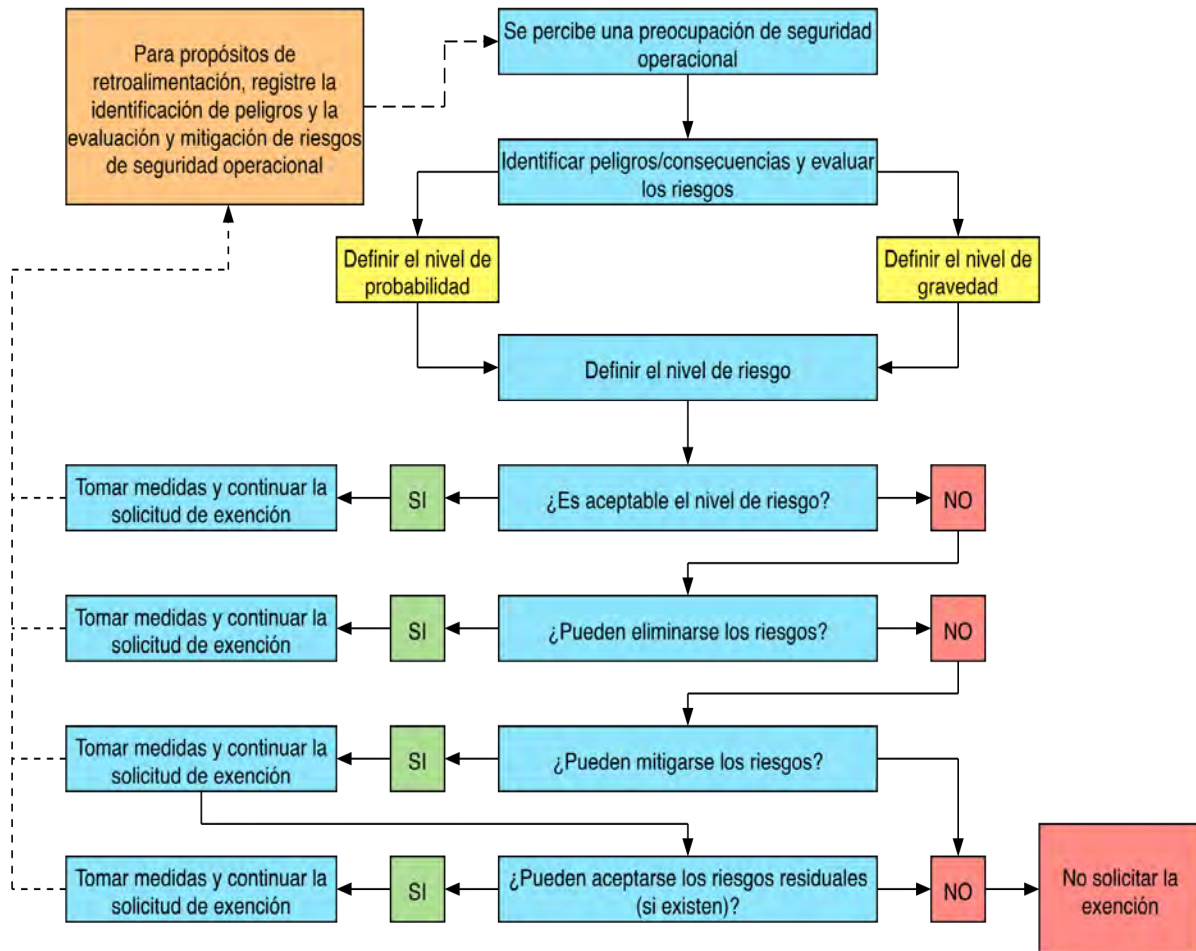 Para propósitos de
retroalimentación, registre la
identificación de peligros y la
evaluación y mitigación de riesgos
de seguridad operacional
Se percibe una preocupación de seguridad
operacional
Identificar peligros/consecuencias y evaluar
los riesgos
Definir el nivel de
probabilidad
Definir el nivel de
gravedad
Definir el nivel de riesgo
Tomar medidas y continuar la
solicitud de exención
SI
¿Es aceptable el nivel de riesgo?
NO
Tomar medidas y continuar la
solicitud de exención
SI
¿Pueden eliminarse los riesgos?
NO
Tomar medidas y continuar la
solicitud de exención
SI
¿Pueden mitigarse los riesgos?
Tomar medidas y continuar la
solicitud de exención
SI
¿Pueden aceptarse los riesgos residuales
(si existen)?
NO
No solicitar la
exención